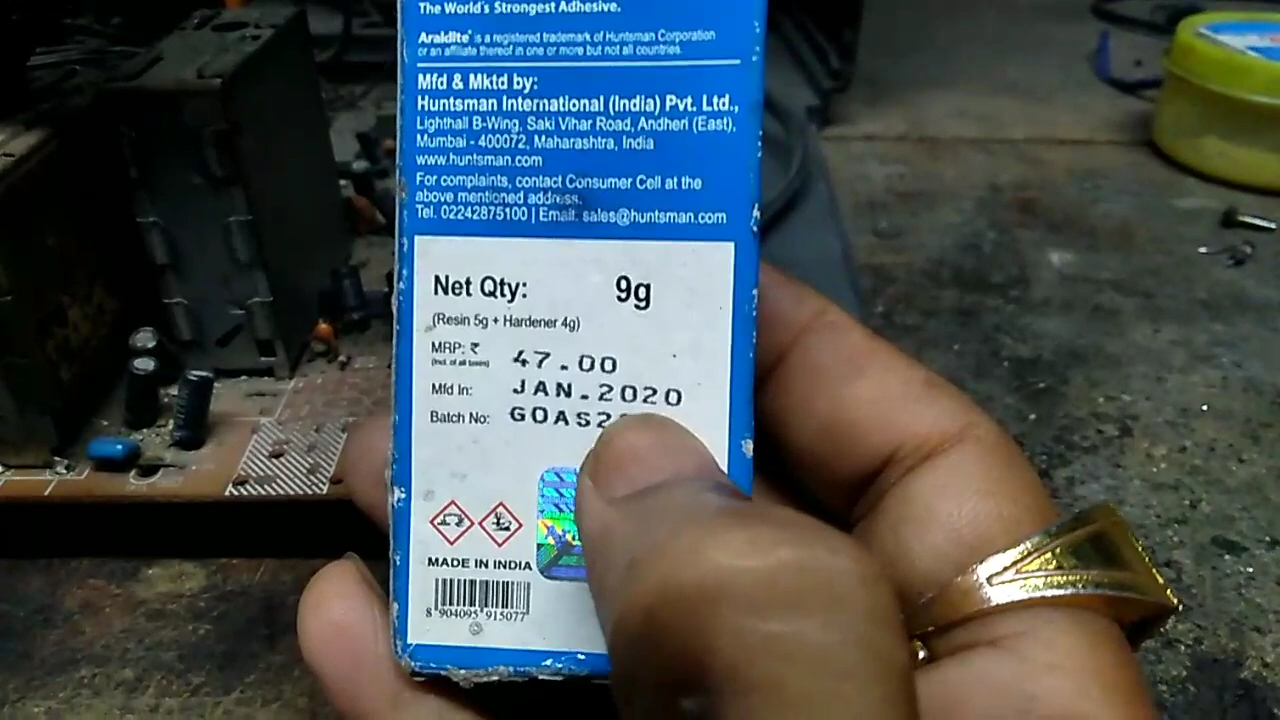 The World's Strongest Adhesive.
Araldite® is a registered trademark of Huntsman Corporation
or an affiliate thereof in one or more but not all countries.
Mfd & Mktd by:
Huntsman International (India) Pvt. Ltd.,
Lighthall B-Wing, Saki Vihar Road, Andheri (East),
Mumbai - 400072, Maharashtra, India
www.huntsman.com
For complaints, contact Consumer Cell at the
above mentioned address.
Tel. 02242875100 | Email. sales@huntsman.com
Net Qty: 9g
(Resin 5g + Hardener 4g)
MRP: ₹ 47.00
(Incl. of all taxes)
Mfd In: JAN.2020
Batch No:
MADE IN INDIA
8 904095 915077